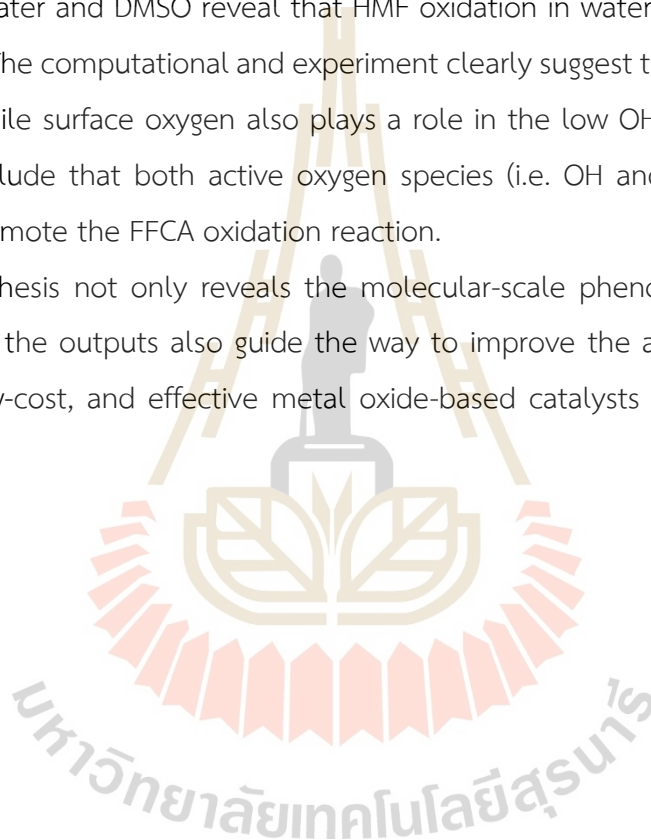 ater and DMSO reveal that HMF oxidation in water
he computational and experiment clearly suggest t
ile surface oxygen also plays a role in the low OH
lude that both active oxygen species (i.e. OH and
mote the FFCA oxidation reaction.
hesis not only reveals the molecular-scale pheno
the outputs also guide the way to improve the a
-cost, and effective metal oxide-based catalysts
มหาวิทยาลัยเทคโนโลยีสุรนารี